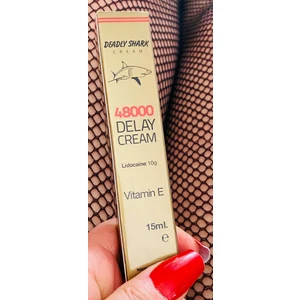 DEADLY SHARK
CREAM
48000
DELAY
CREAM
Lidocaine 10g
Vitamin E
15ml. 
℮